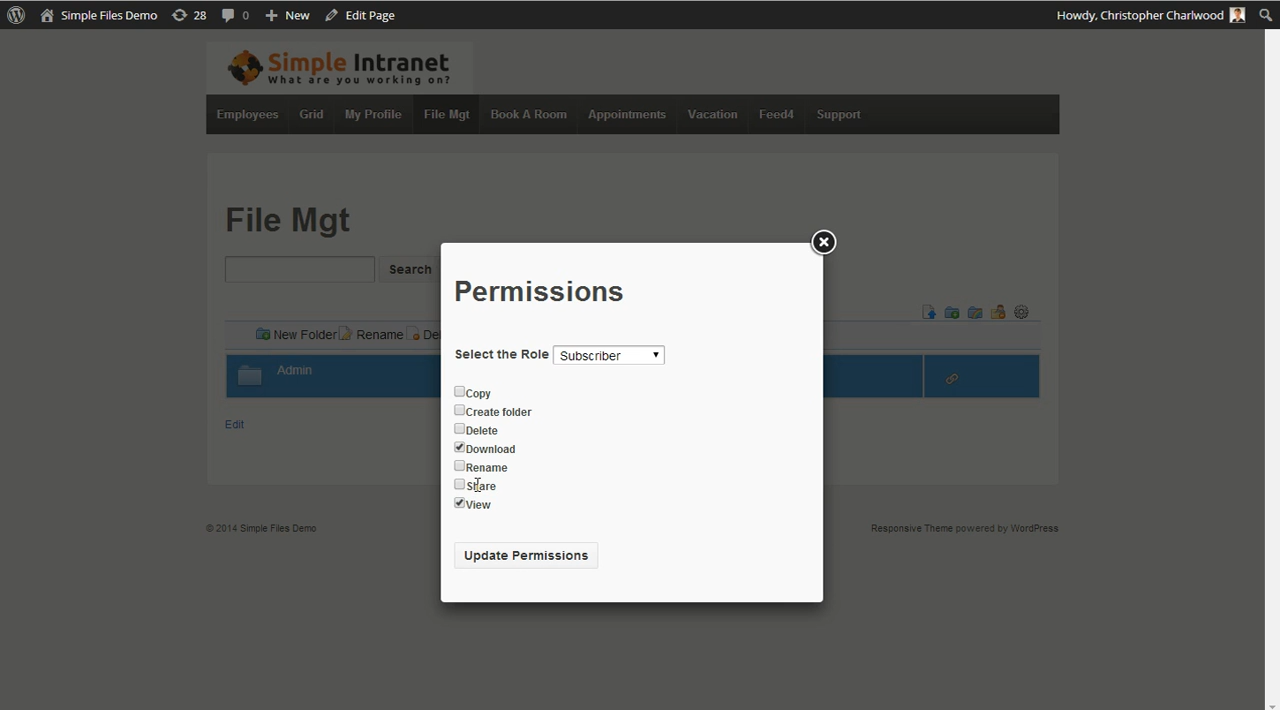 Simple Files Demo 28 0 New Edit Page Howdy, Christopher Charlwood
Simple Intranet
What are you working on?
Employees Grid My Profile File Mgt Book A Room Appointments Vacation Feed4 Support
File Mgt
Search
New Folder Rename Del
Admin
Edit
Permissions
Select the Role Subscriber
Copy
Create folder
Delete
Download
Rename
Share
View
Update Permissions
© 2014 Simple Files Demo Responsive Theme powered by WordPress